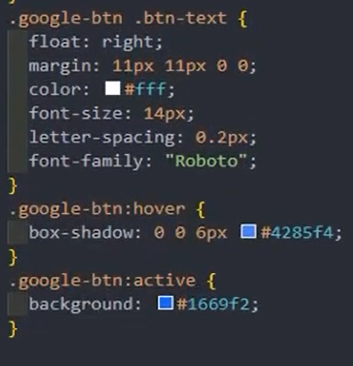 .google-btn .btn-text {
float: right;
margin: 11px 11px 0 0;
color: #fff;
font-size: 14px;
letter-spacing: 0.2px;
font-family: "Roboto";
}
.google-btn:hover {
box-shadow: 0 0 6px #4285f4;
}
.google-btn:active {
background: #1669f2;
}